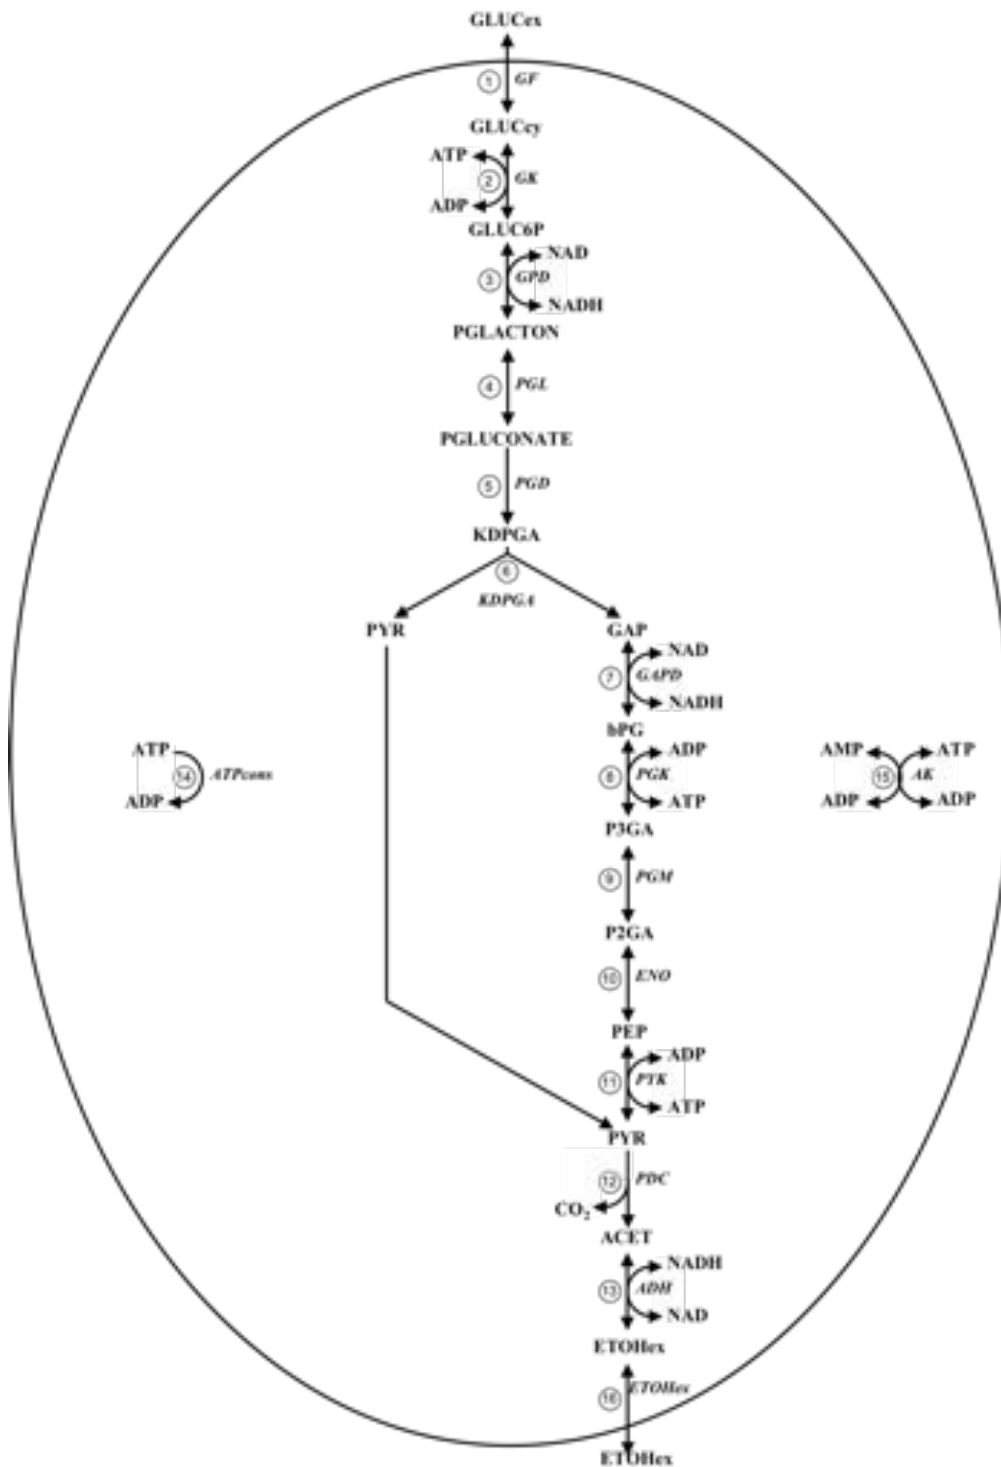 GLUCex
1 GF
GLUCcy
ATP
2 GK
ADP
GLUC6P
NAD
3 GPD
NADH
PGLACTON
4 PGL
PGLUCONATE
5 PGD
KDPGA
6
KDPGA
PYR GAP
NAD
7 GAPD
NADH
bPG
ATP ADP AMP ATP
14 ATPcons 8 PGK 15 AK
ADP ATP ADP ADP
P3GA
9 PGM
P2GA
10 ENO
PEP
ADP
11 PYK
ATP
PYR
12 PDC
CO2
ACET
NADH
13 ADH
NAD
ETOHex
16 ETOHex
ETOHex